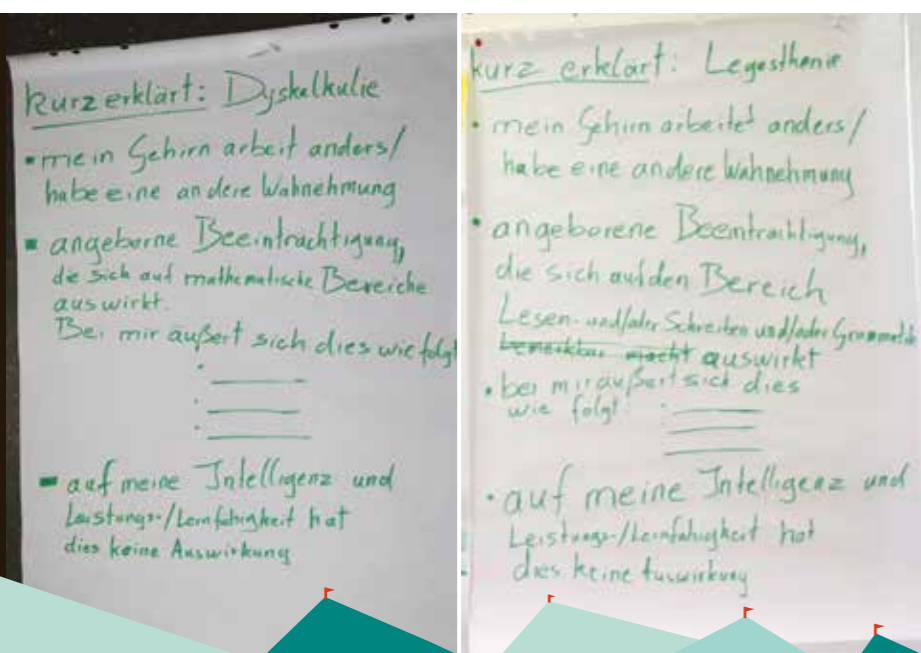 kurz erklärt: Dyskalkulie
• mein Gehirn arbeit anders/
habe eine andere Wahnehmung
▪ angeborne Beeinträchtigung,
die sich auf mathematische Bereiche
auswirkt.
Bei mir äußert sich dies wie folgt
▬ auf meine Intelligenz und
Leistungs-/Lernfähigkeit hat
dies keine Auswirkung
kurz erklärt: Legasthenie
• mein Gehirn arbeitet anders/
habe eine andere Wahnehmung
• angeborene Beeinträchtigung,
die sich auf den Bereich
Lesen- und/oder Schreiben und/oder Grammatik
bemerkbar macht auswirkt
• bei mir äußert sich dies
wie folgt
• auf meine Intelligenz und
Leistungs-/Lernfähigkeit hat
dies keine Auswirkung